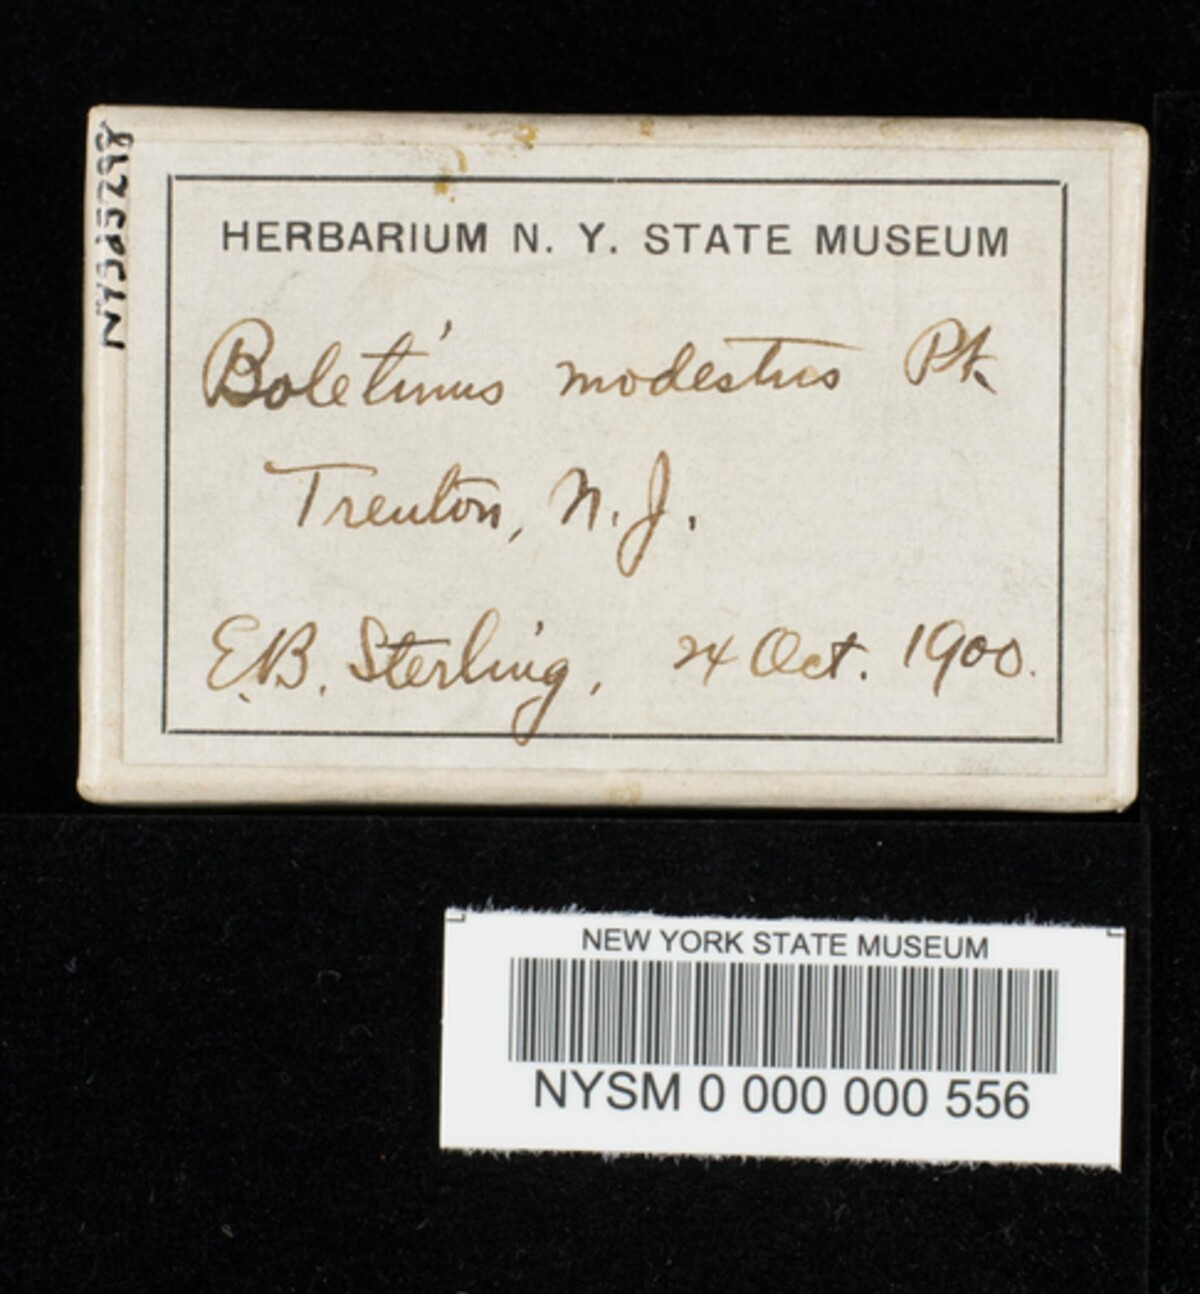 HERBARIUM N. Y. STATE MUSEUM
Boletinus modestus Pk.
Trenton, N. J.
E.B. Sterling, 24 Oct. 1900.
NEW YORK STATE MUSEUM
NYSM 0 000 000 556